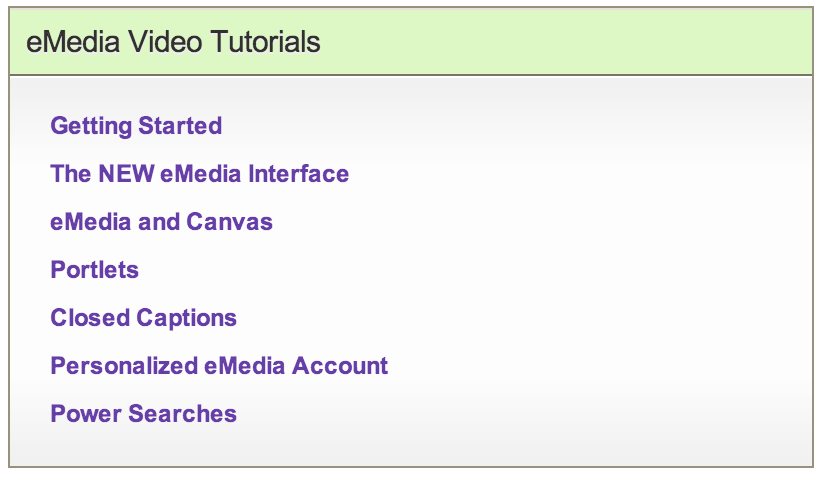 eMedia Video Tutorials
Getting Started
The NEW eMedia Interface
eMedia and Canvas
Portlets
Closed Captions
Personalized eMedia Account
Power Searches